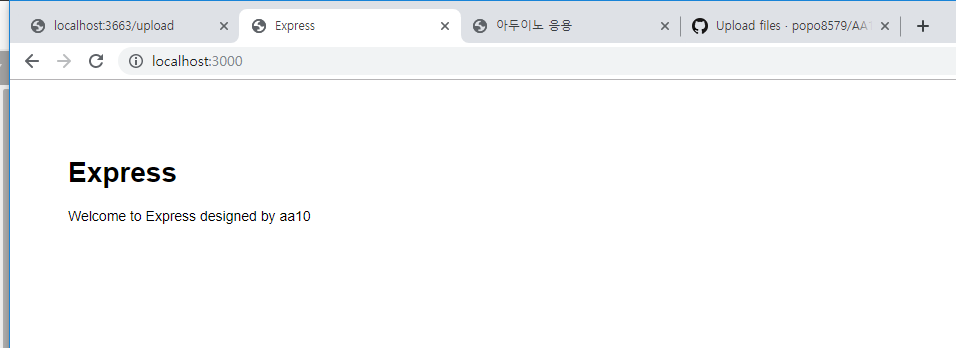 localhost:3663/upload
Express
아두이노 응용
Upload files · popo8579/AA1
localhost:3000
Express
Welcome to Express designed by aa10